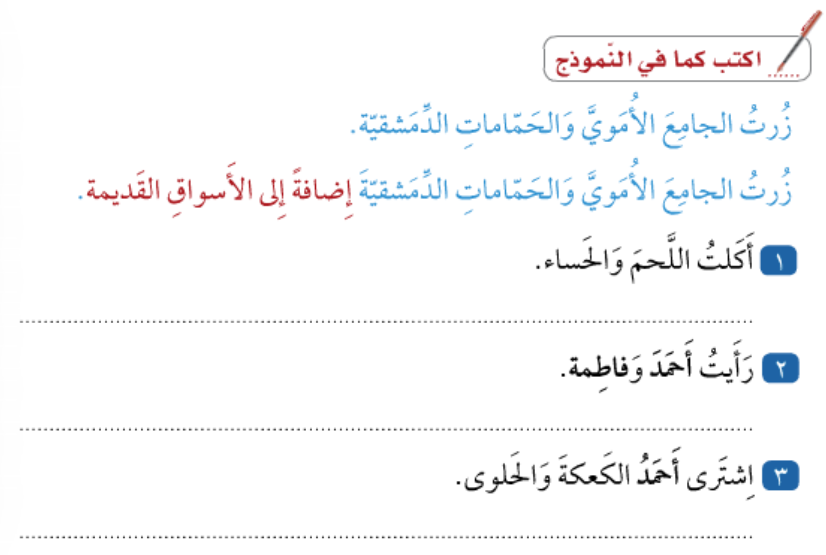 اكتب كما في النّموذج
زُرتُ الجامِعَ الأُمَويَّ وَالحَمّاماتِ الدِّمَشقيّة.
زُرتُ الجامِعَ الأُمَويَّ وَالحَمّاماتِ الدِّمَشقيّةَ إِضافةً إِلى الأَسواقِ القَديمة.
١ أَكَلتُ اللَّحمَ وَالحَساء.
٢ رَأَيتُ أَحمَدَ وَفاطِمة.
٣ اِشتَرى أَحمَدُ الكَعكةَ وَالحَلوى.